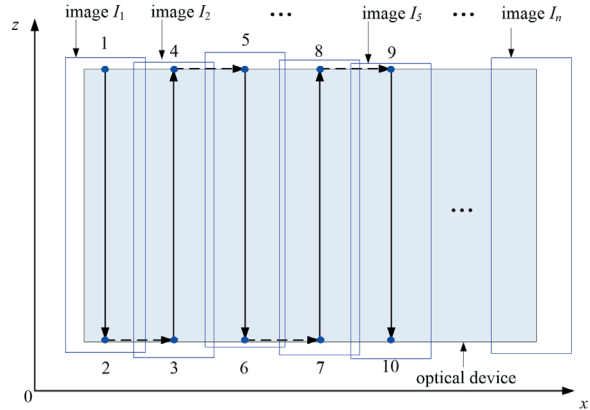 image I₁ image I₂ ••• image I₅ ••• image Iₙ
z
1 4 5 8 9
•••
2 3 6 7 10
optical device
0 x